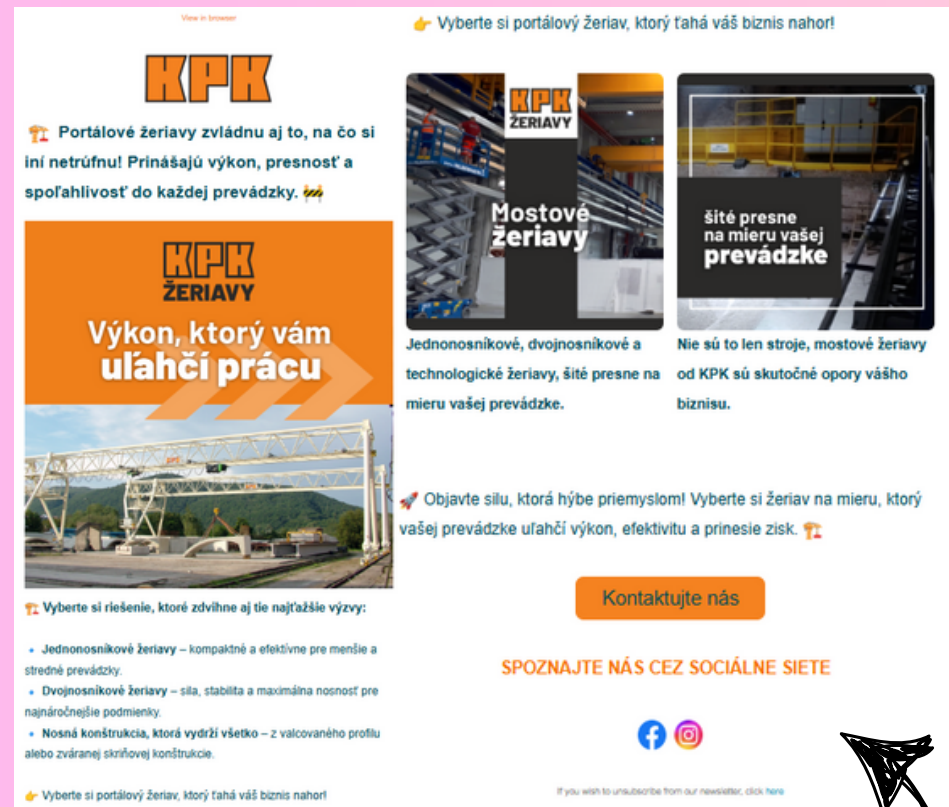 View in browser
KPK
🏗️ Portálové žeriavy zvládnu aj to, na čo si
iní netrúfnu! Prinášajú výkon, presnosť a
spoľahlivosť do každej prevádzky. 🚧
KPK
ŽERIAVY
Výkon, ktorý vám
uľahčí prácu
🏗️ Vyberte si riešenie, ktoré zdvihne aj tie najťažšie výzvy:
🔹 Jednonosníkové žeriavy – kompaktné a efektívne pre menšie a
stredné prevádzky.
🔹 Dvojnosníkové žeriavy – sila, stabilita a maximálna nosnosť pre
najnáročnejšie podmienky.
🔹 Nosná konštrukcia, ktorá vydrží všetko – z valcovaného profilu
alebo zváranej skriňovej konštrukcie.
👉 Vyberte si portálový žeriav, ktorý ťahá váš biznis nahor!
👉 Vyberte si portálový žeriav, ktorý ťahá váš biznis nahor!
KPK
ŽERIAVY
Mostové
žeriavy
Jednonosníkové, dvojnosníkové a
technologické žeriavy, šité presne na
mieru vašej prevádzke.
šité presne
na mieru vašej
prevádzke
Nie sú to len stroje, mostové žeriavy
od KPK sú skutočné opory vášho
biznisu.
🚀 Objavte silu, ktorá hýbe priemyslom! Vyberte si žeriav na mieru, ktorý
vašej prevádzke uľahčí výkon, efektivitu a prinesie zisk. 🏗️
Kontaktujte nás
SPOZNAJTE NÁS CEZ SOCIÁLNE SIETE
If you wish to unsubscribe from our newsletter, click here